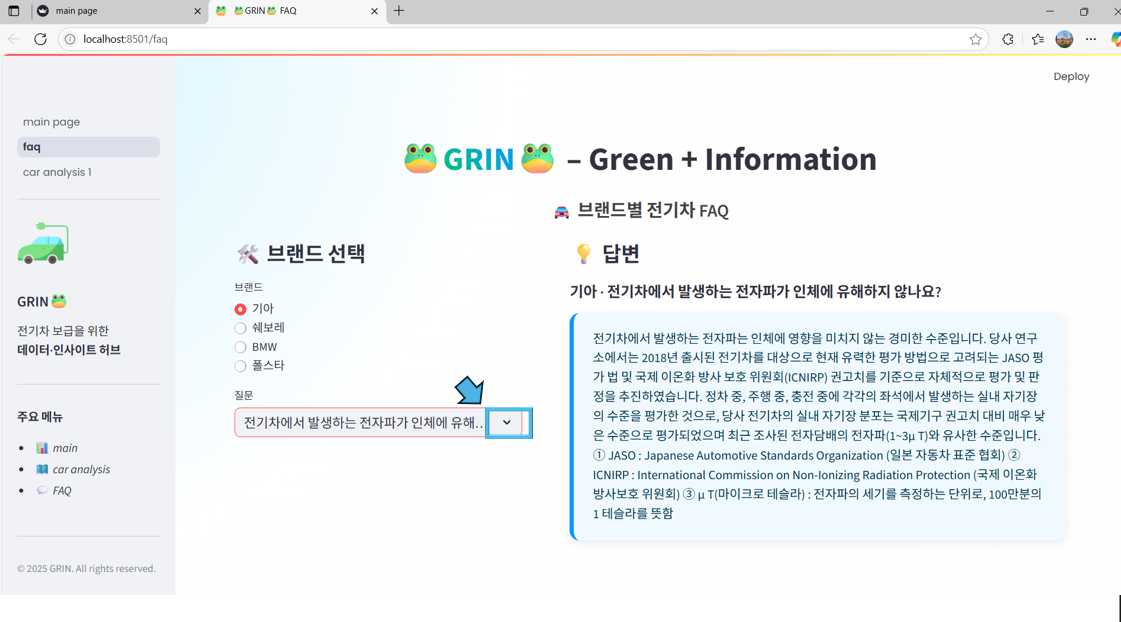 main page
GRIN FAQ
localhost:8501/faq
Deploy
main page
faq
car analysis 1
GRIN
전기차 보급을 위한
데이터·인사이트 허브
주요 메뉴
main
car analysis
FAQ
© 2025 GRIN. All rights reserved.
GRIN – Green + Information
브랜드별 전기차 FAQ
브랜드 선택
브랜드
기아
쉐보레
BMW
폴스타
질문
전기차에서 발생하는 전자파가 인체에 유해...
답변
기아 · 전기차에서 발생하는 전자파가 인체에 유해하지 않나요?
전기차에서 발생하는 전자파는 인체에 영향을 미치지 않는 경미한 수준입니다. 당사 연구
소에서는 2018년 출시된 전기차를 대상으로 현재 유력한 평가 방법으로 고려되는 JASO 평
가 법 및 국제 이온화 방사 보호 위원회(ICNIRP) 권고치를 기준으로 자체적으로 평가 및 판
정을 추진하였습니다. 정차 중, 주행 중, 충전 중에 각각의 좌석에서 발생하는 실내 자기장
의 수준을 평가한 것으로, 당사 전기차의 실내 자기장 분포는 국제기구 권고치 대비 매우 낮
은 수준으로 평가되었으며 최근 조사된 전자담배의 전자파(1~3μ T)와 유사한 수준입니다.
① JASO : Japanese Automotive Standards Organization (일본 자동차 표준 협회) ②
ICNIRP : International Commission on Non-Ionizing Radiation Protection (국제 이온화
방사보호 위원회) ③ μ T(마이크로 테슬라) : 전자파의 세기를 측정하는 단위로, 100만분의
1 테슬라를 뜻함